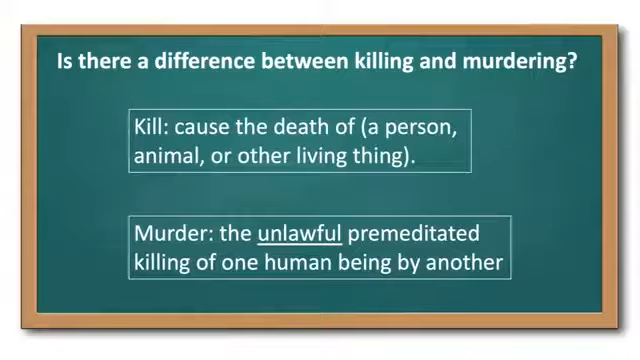 Is there a difference between killing and murdering?
Kill: cause the death of (a person,
animal, or other living thing).
Murder: the unlawful premeditated
killing of one human being by another